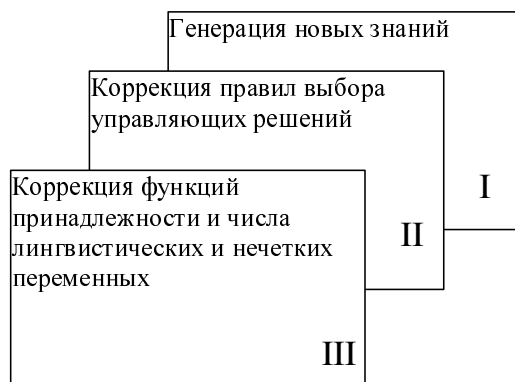 Генерация новых знаний
Коррекция правил выбора
управляющих решений
I
Коррекция функций
принадлежности и числа
лингвистических и нечетких
переменных
II
III